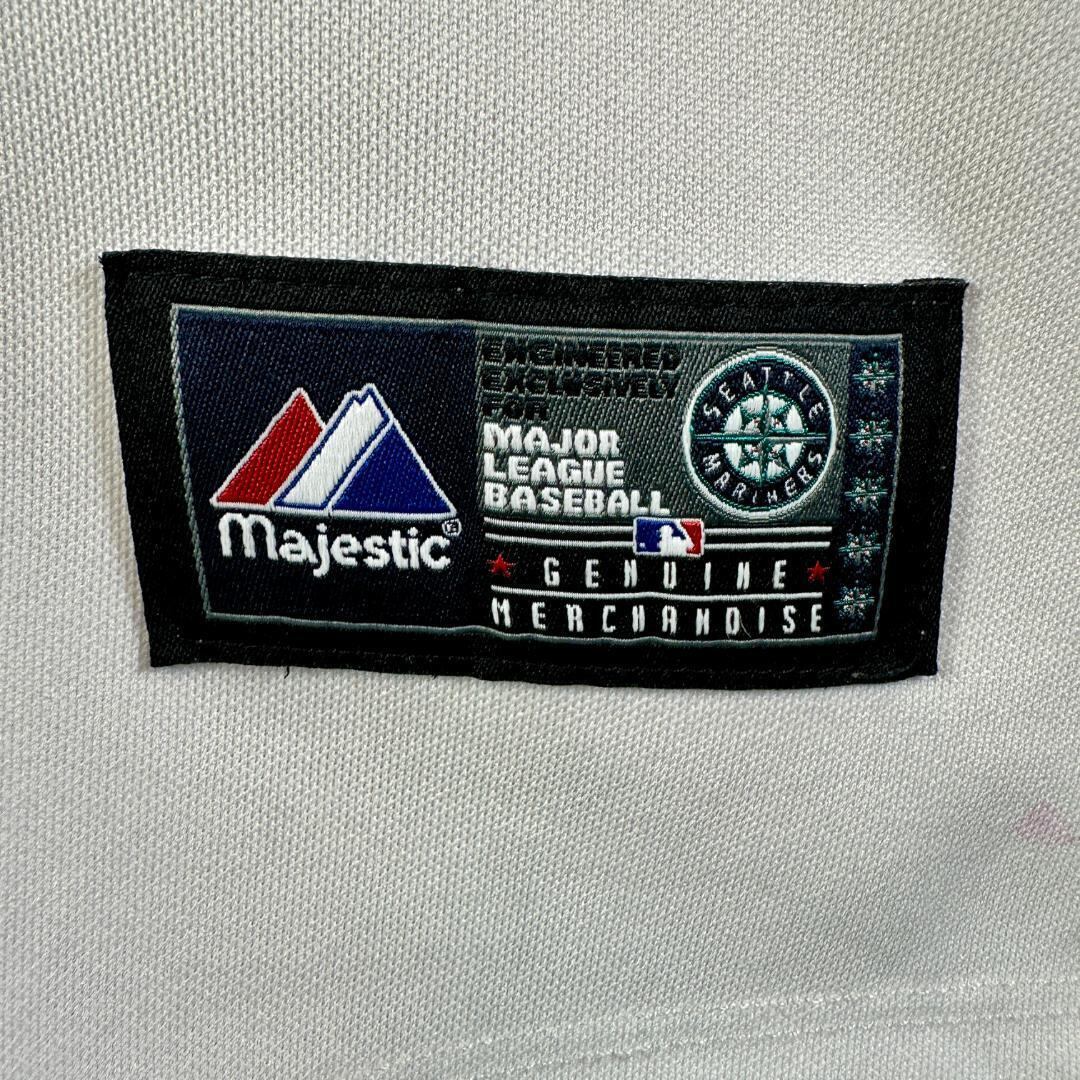 Majestic
ENGINEERED
EXCLUSIVELY
FOR
MAJOR
LEAGUE
BASEBALL
SEATTLE
MARINERS
GENUINE
MERCHANDISE